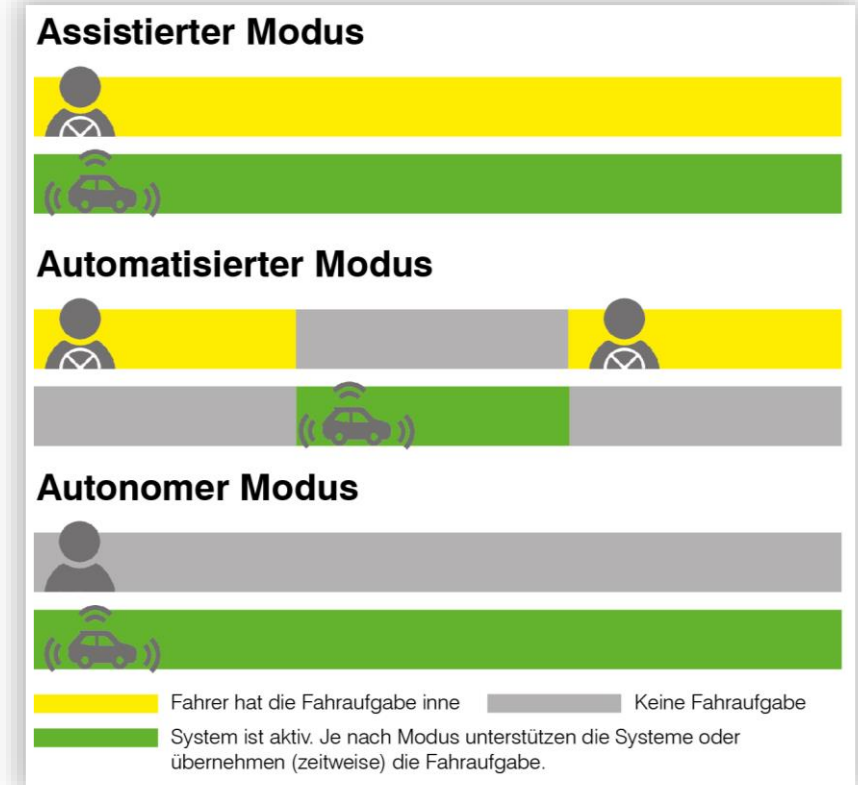 Assistierter Modus
Automatisierter Modus
Autonomer Modus
Fahrer hat die Fahraufgabe inne
Keine Fahraufgabe
System ist aktiv. Je nach Modus unterstützen die Systeme oder
übernehmen (zeitweise) die Fahraufgabe.